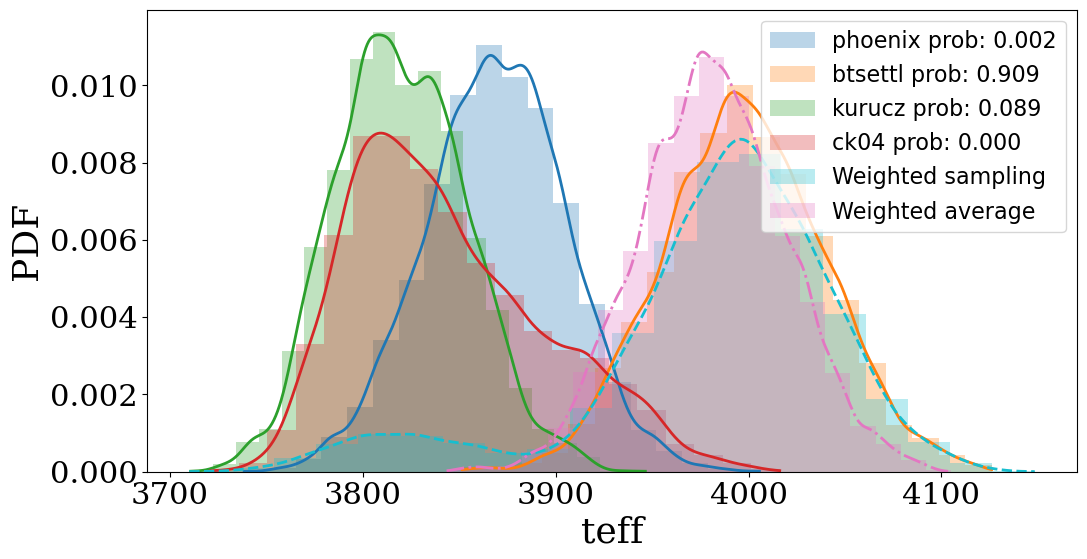 PDF
0.010
0.008
0.006
0.004
0.002
0.000
phoenix prob: 0.002
btsettl prob: 0.909
kurucz prob: 0.089
ck04 prob: 0.000
Weighted sampling
Weighted average
3700 3800 3900 4000 4100
teff